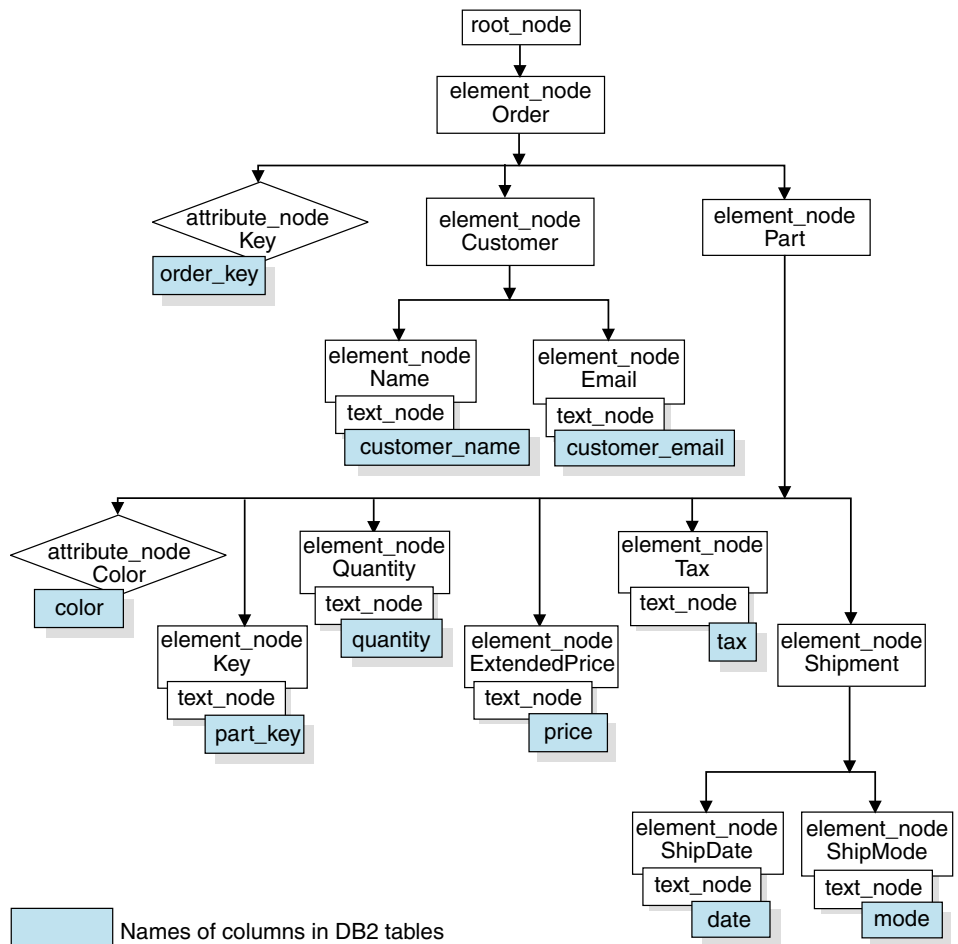 root_node
element_node
Order
attribute_node
Key
order_key
element_node
Customer
element_node
Part
element_node
Name
text_node
customer_name
element_node
Email
text_node
customer_email
attribute_node
Color
color
element_node
Key
text_node
part_key
element_node
Quantity
text_node
quantity
element_node
ExtendedPrice
text_node
price
element_node
Tax
text_node
tax
element_node
Shipment
element_node
ShipDate
text_node
date
element_node
ShipMode
text_node
mode
Names of columns in DB2 tables